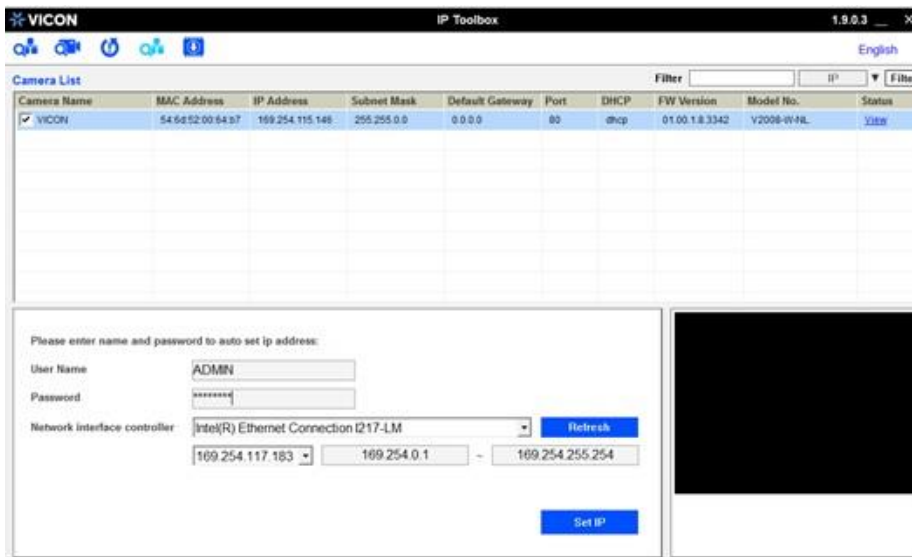 VICON IP Toolbox 1.9.0.3
English
Camera List Filter IP
Camera Name MAC Address IP Address Subnet Mask Default Gateway Port DHCP FW Version Model No. Status
VICON 54:6d:52:00:64:b7 169.254.115.146 255.255.0.0 0.0.0.0 80 dhcp 01.00.1.8.3342 V2008-W-NL View
Please enter name and password to auto set ip address:
User Name ADMIN
Password ********
Network interface controller Intel(R) Ethernet Connection I217-LM Refresh
169.254.117.183 169.254.0.1 ~ 169.254.255.254
Set IP